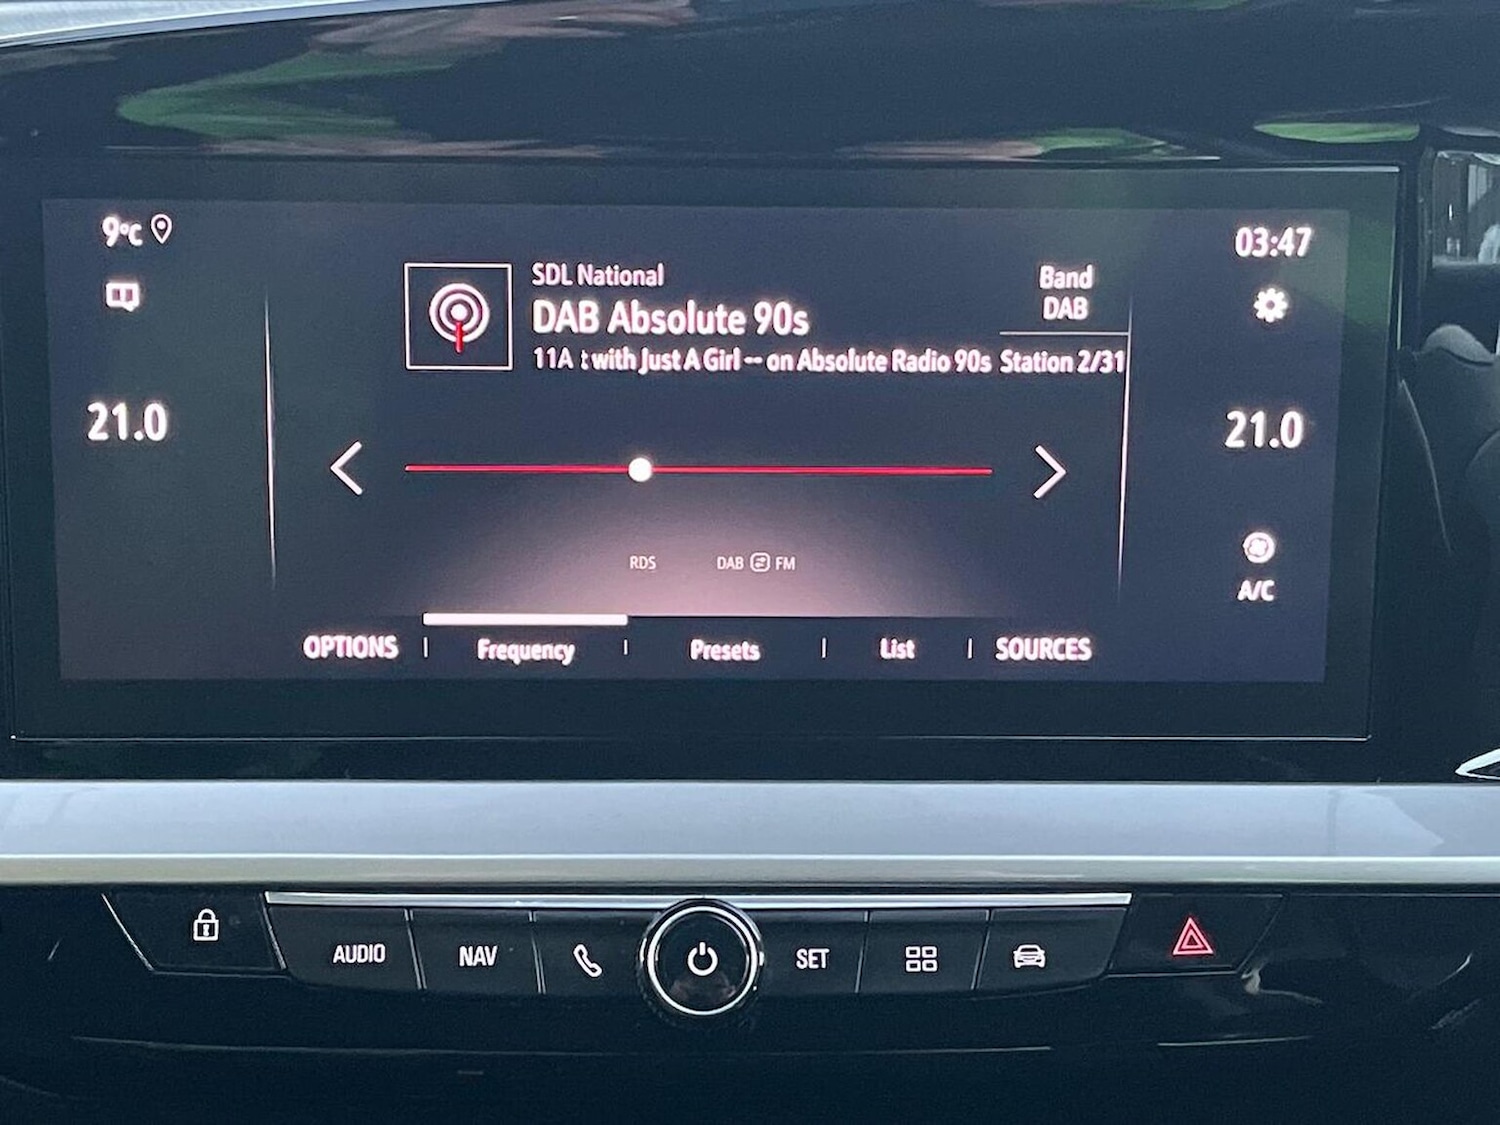 9°C
03:47
SDL National
DAB Absolute 90s
11A
with Just A Girl -- on Absolute Radio 90s
Band
DAB
Station 2/31
21.0
21.0
RDS
DAB FM
A/C
OPTIONS
Frequency
Presets
List
SOURCES
AUDIO
NAV
SET